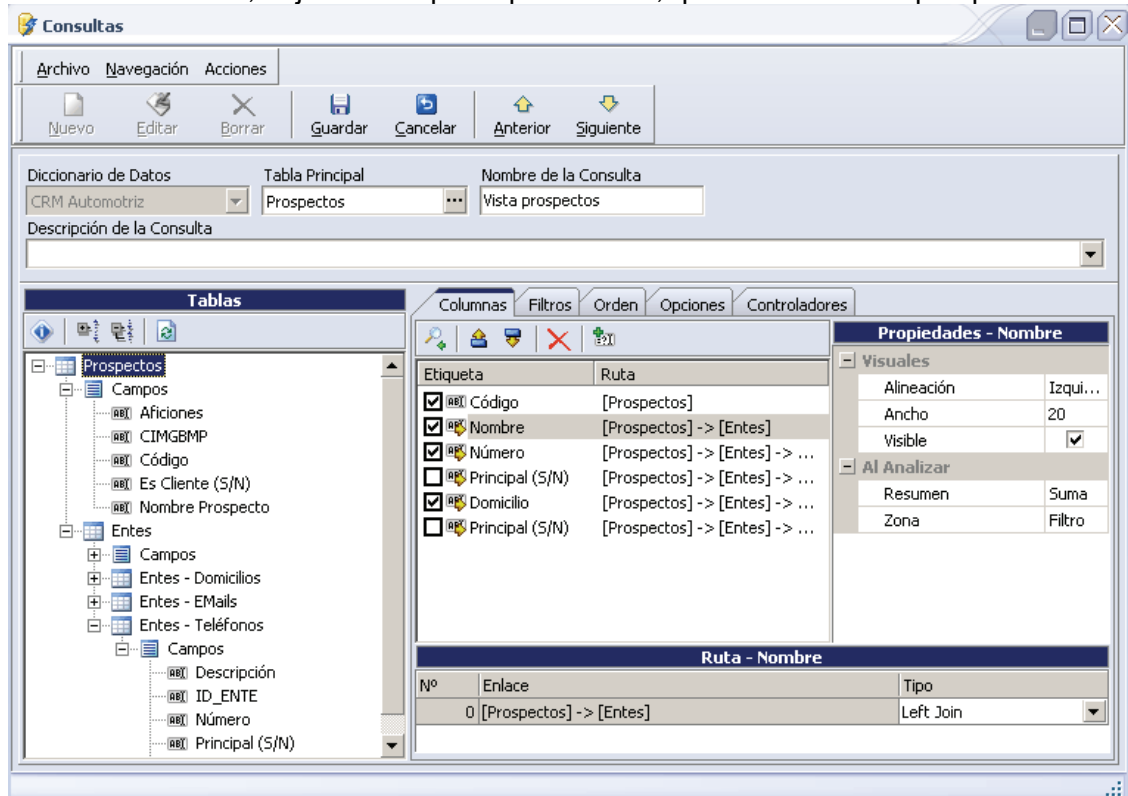 Consultas
Archivo Navegación Acciones
Nuevo Editar Borrar Guardar Cancelar Anterior Siguiente
Diccionario de Datos Tabla Principal Nombre de la Consulta
CRM Automotriz Prospectos ... Vista prospectos
Descripción de la Consulta
Tablas
Prospectos
Campos
Aficiones
CIMGBMP
Código
Es Cliente (S/N)
Nombre Prospecto
Entes
Campos
Entes - Domicilios
Entes - EMails
Entes - Teléfonos
Campos
Descripción
ID_ENTE
Número
Principal (S/N)
Columnas Filtros Orden Opciones Controladores
Etiqueta Ruta
Código [Prospectos]
Nombre [Prospectos] -> [Entes]
Número [Prospectos] -> [Entes] -> ...
Principal (S/N) [Prospectos] -> [Entes] -> ...
Domicilio [Prospectos] -> [Entes] -> ...
Principal (S/N) [Prospectos] -> [Entes] -> ...
Propiedades - Nombre
Visuales
Alineación Izqui...
Ancho 20
Visible
Al Analizar
Resumen Suma
Zona Filtro
Ruta - Nombre
Nº Enlace Tipo
0 [Prospectos] -> [Entes] Left Join